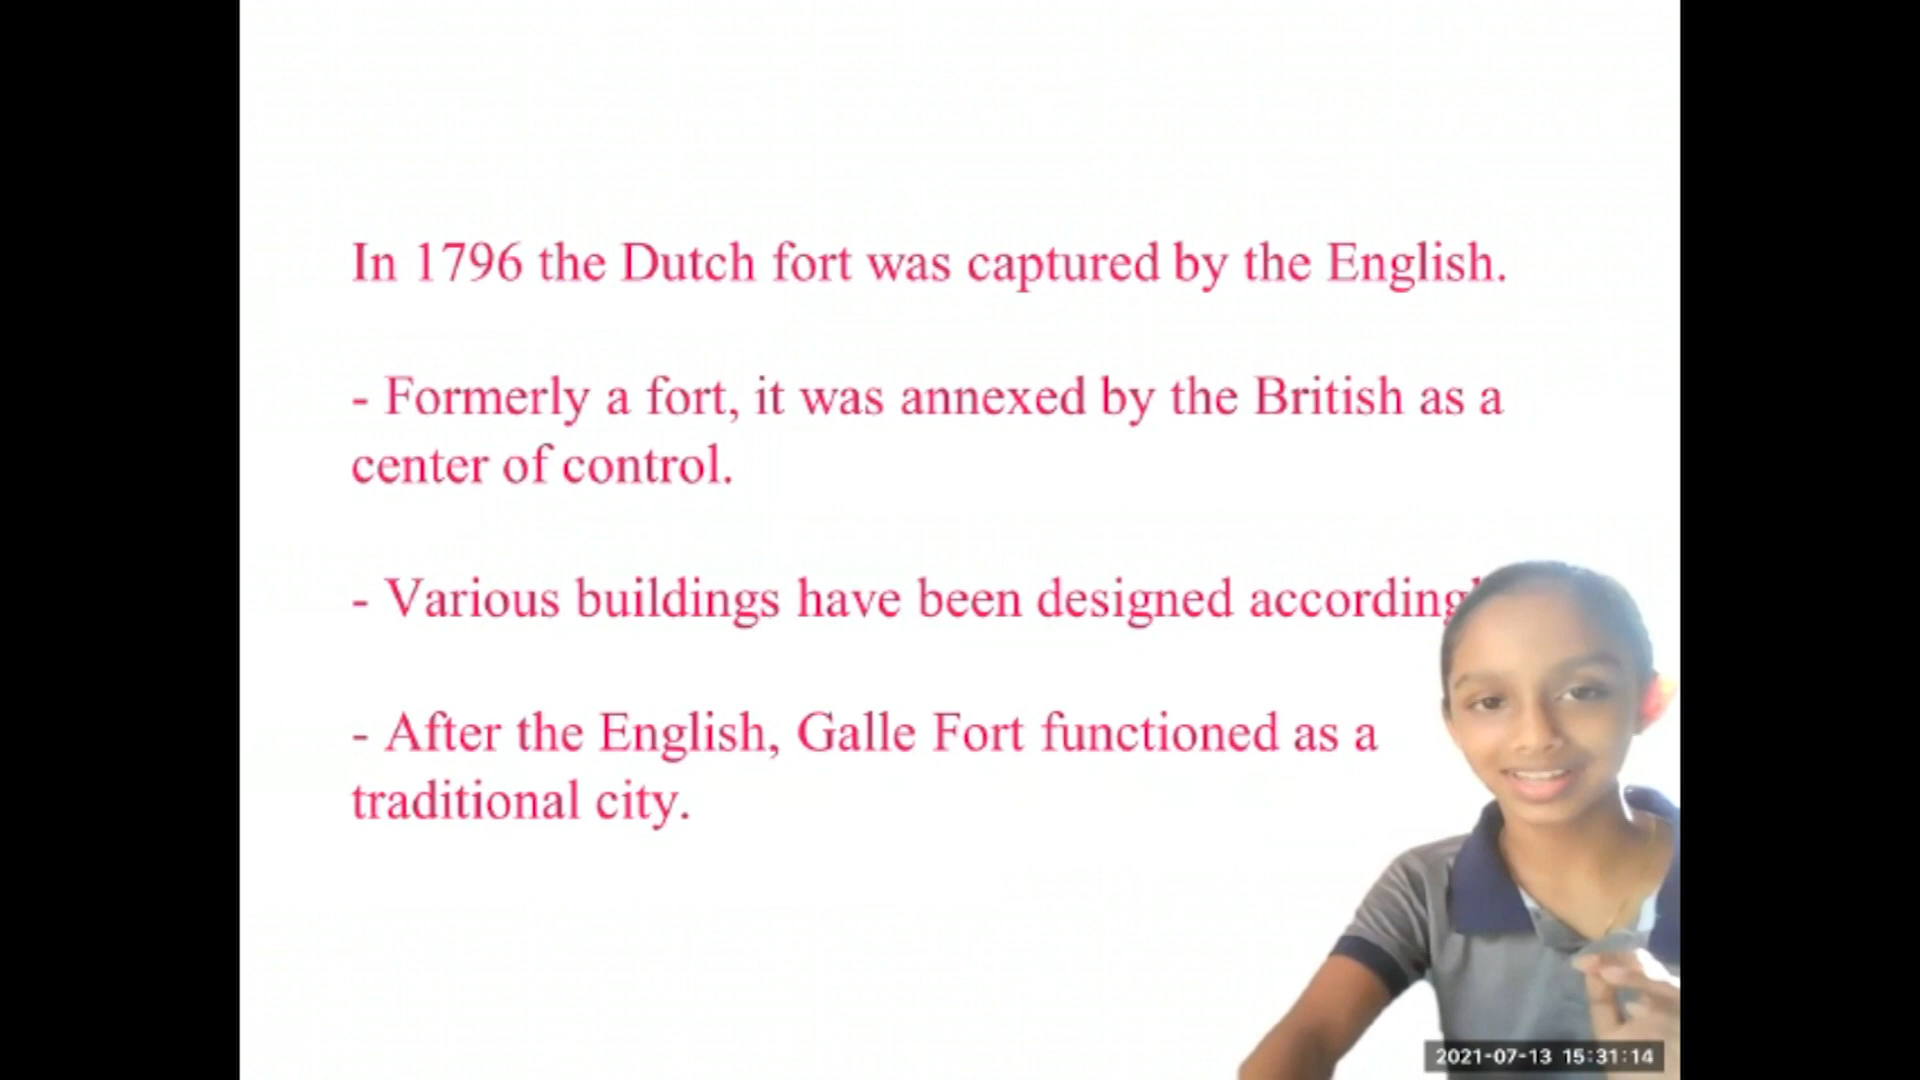 In 1796 the Dutch fort was captured by the English.
- Formerly a fort, it was annexed by the British as a
center of control.
- Various buildings have been designed
- After the English, Galle Fort functioned as a
traditional city.
2021-07-13 15:31:14